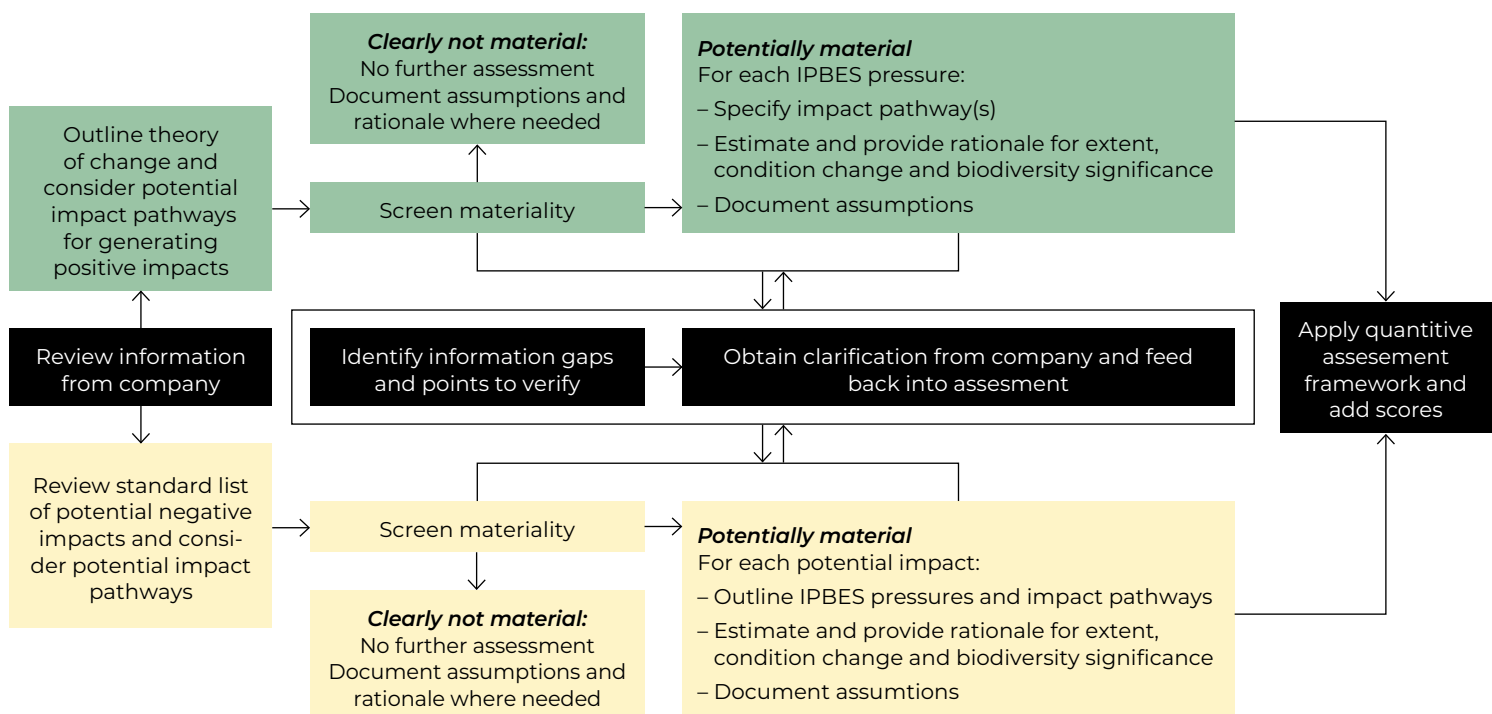 Clearly not material:
No further assessment
Document assumptions and
rationale where needed
Potentially material
For each IPBES pressure:
– Specify impact pathway(s)
– Estimate and provide rationale for extent,
condition change and biodiversity significance
– Document assumptions
Outline theory
of change and
consider potential
impact pathways
for generating
positive impacts
Screen materiality
Review information
from company
Identify information gaps
and points to verify
Obtain clarification from company and feed
back into assesment
Apply quantitive
assesement
framework and
add scores
Review standard list
of potential negative
impacts and consi-
der potential impact
pathways
Screen materiality
Potentially material
For each potential impact:
– Outline IPBES pressures and impact pathways
– Estimate and provide rationale for extent,
condition change and biodiversity significance
– Document assumtions
Clearly not material:
No further assessment
Document assumptions and
rationale where needed